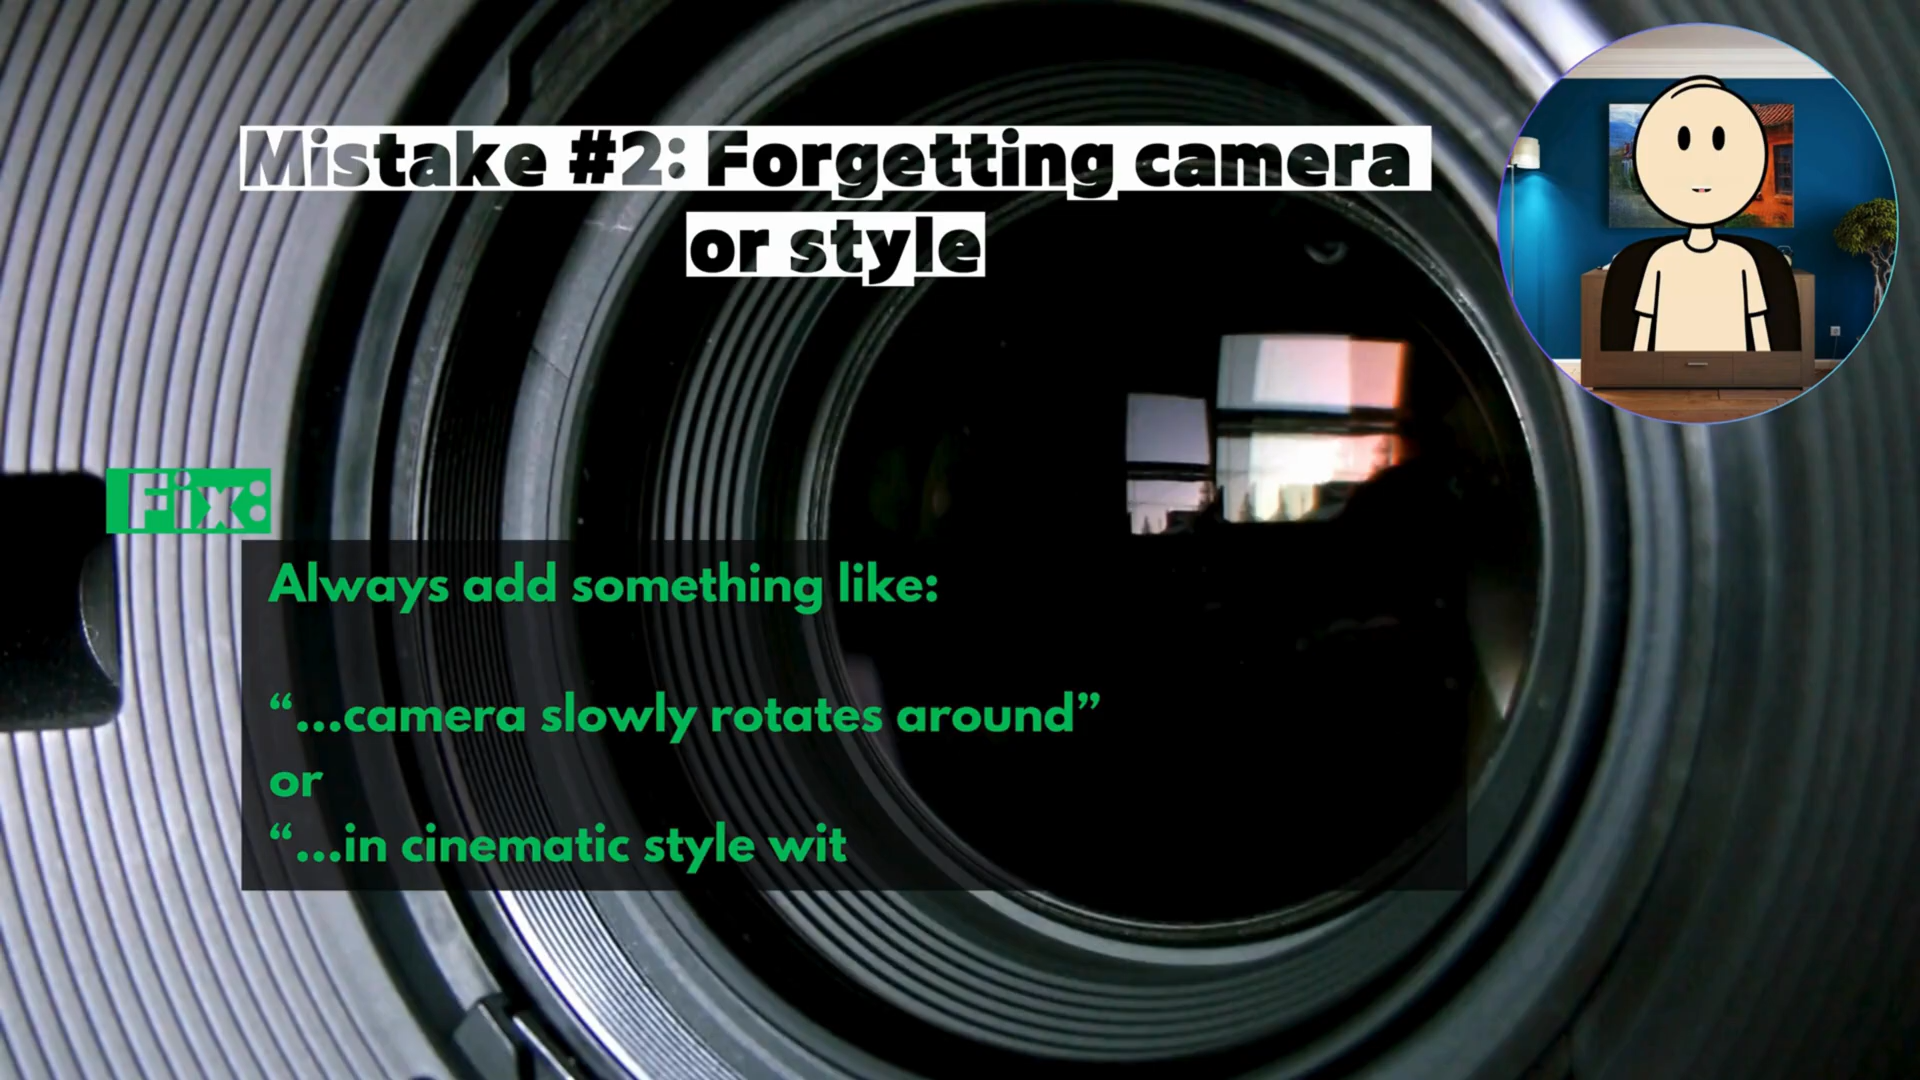 Mistake #2: Forgetting camera
or style
Fix:
Always add something like:
“...camera slowly rotates around”
or
“...in cinematic style wit